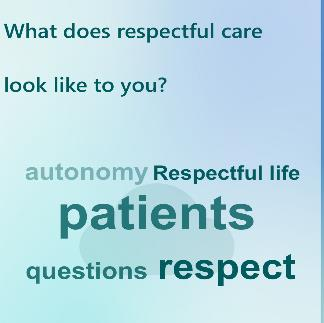 What does respectful care
look like to you?
autonomy Respectful life
patients
questions respect